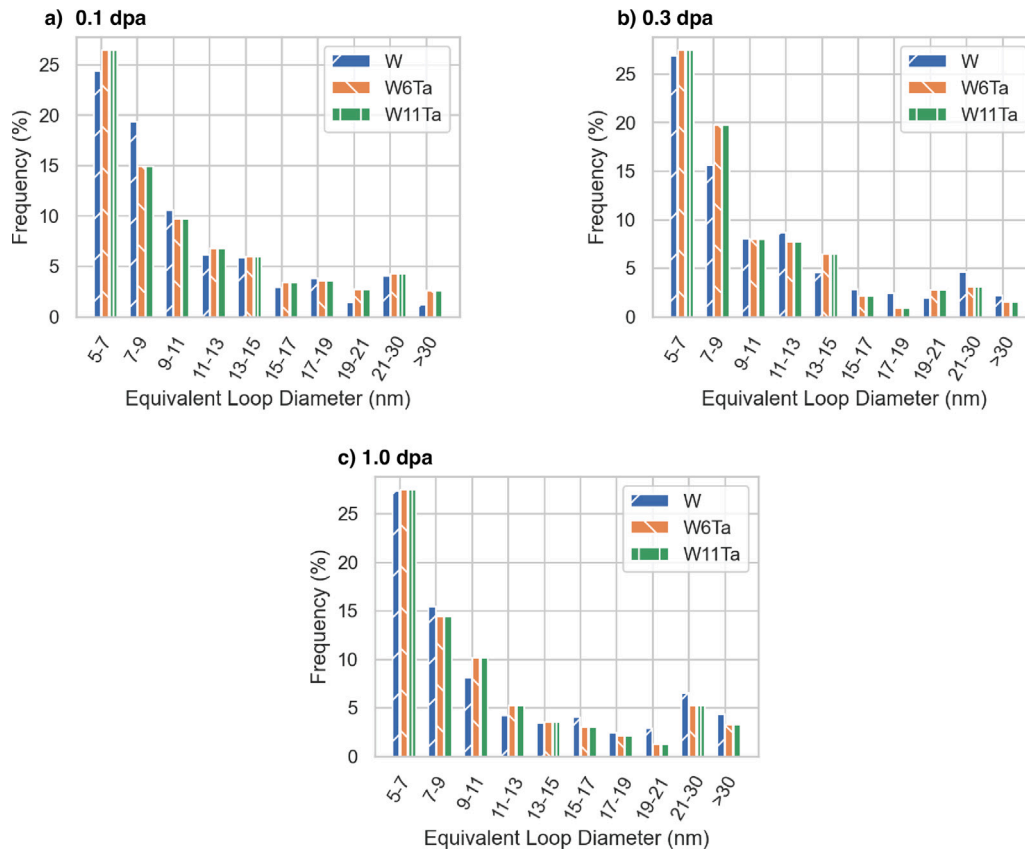 a) 0.1 dpa
Frequency (%)
25
20
15
10
5
0
W
W6Ta
W11Ta
5-7
7-9
9-11
11-13
13-15
15-17
17-19
19-21
21-30
>30
Equivalent Loop Diameter (nm)
b) 0.3 dpa
Frequency (%)
25
20
15
10
5
0
W
W6Ta
W11Ta
5-7
7-9
9-11
11-13
13-15
15-17
17-19
19-21
21-30
>30
Equivalent Loop Diameter (nm)
c) 1.0 dpa
Frequency (%)
25
20
15
10
5
0
W
W6Ta
W11Ta
5-7
7-9
9-11
11-13
13-15
15-17
17-19
19-21
21-30
>30
Equivalent Loop Diameter (nm)